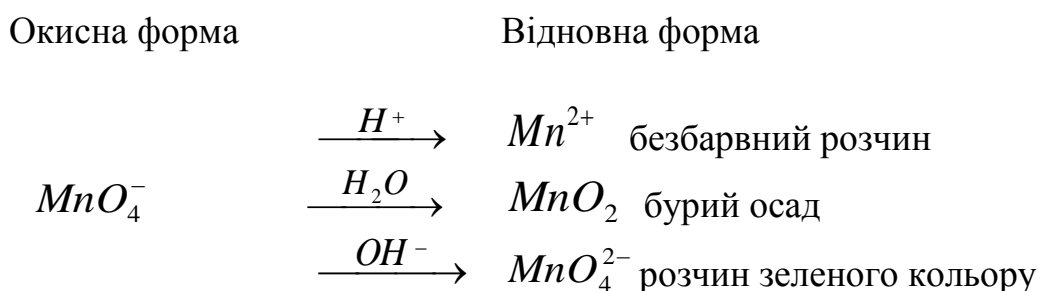 Окисна форма Відновна форма
H⁺ → Mn²⁺ безбарвний розчин
MnO₄⁻ H₂O → MnO₂ бурий осад
OH⁻ → MnO₄²⁻ розчин зеленого кольору